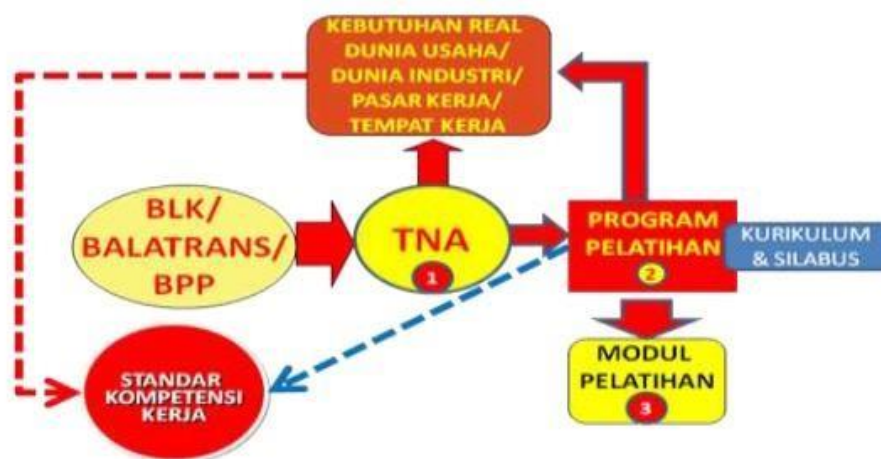 KEBUTUHAN REAL
DUNIA USAHA/
DUNIA INDUSTRI/
PASAR KERJA/
TEMPAT KERJA
BLK/
BALATRANS/
BPP
TNA
1
PROGRAM
PELATIHAN
2
KURIKULUM
& SILABUS
STANDAR
KOMPETENSI
KERJA
MODUL
PELATIHAN
3